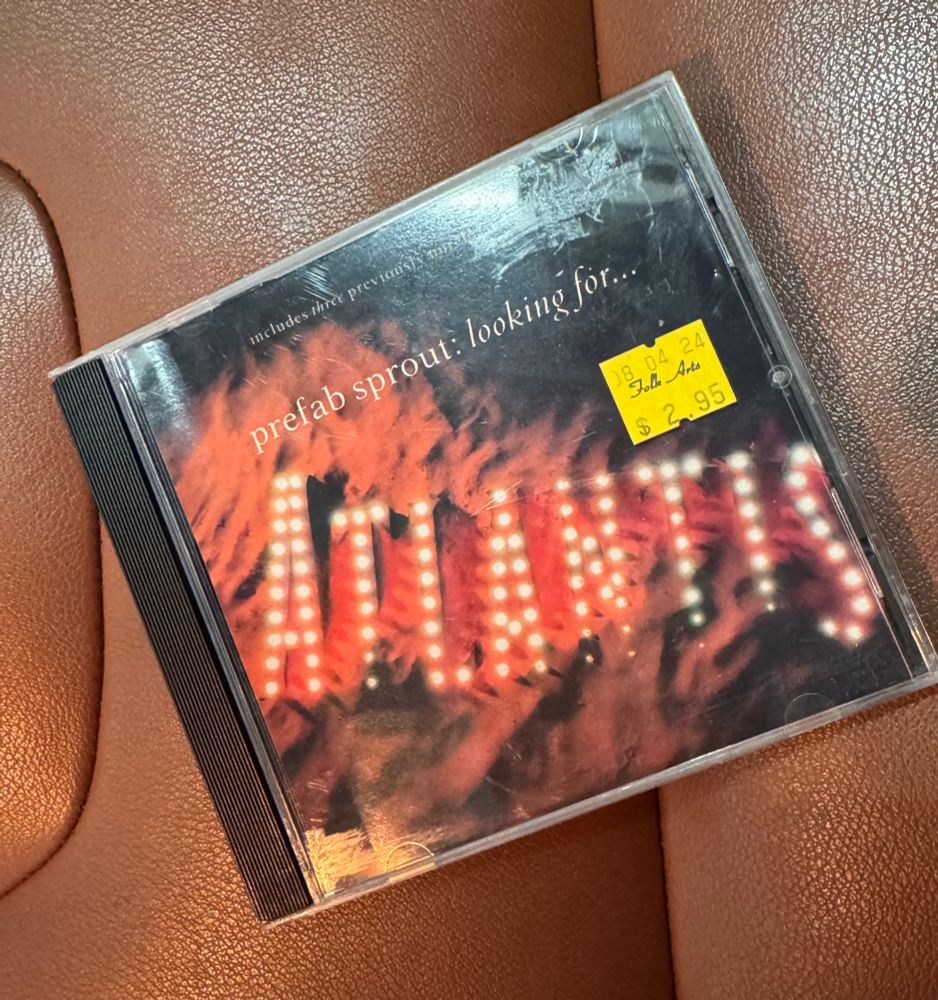 includes three previously
prefab sprout: looking for...
08 04 24
Folk Arts
$ 2.95
ATLANTIS